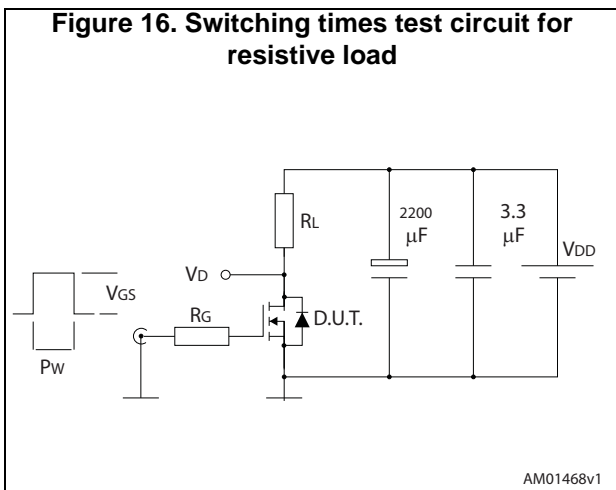 Figure 16. Switching times test circuit for
resistive load
RL
2200
μF
3.3
μF
VDD
VD
VGS
RG
D.U.T.
PW
AM01468v1